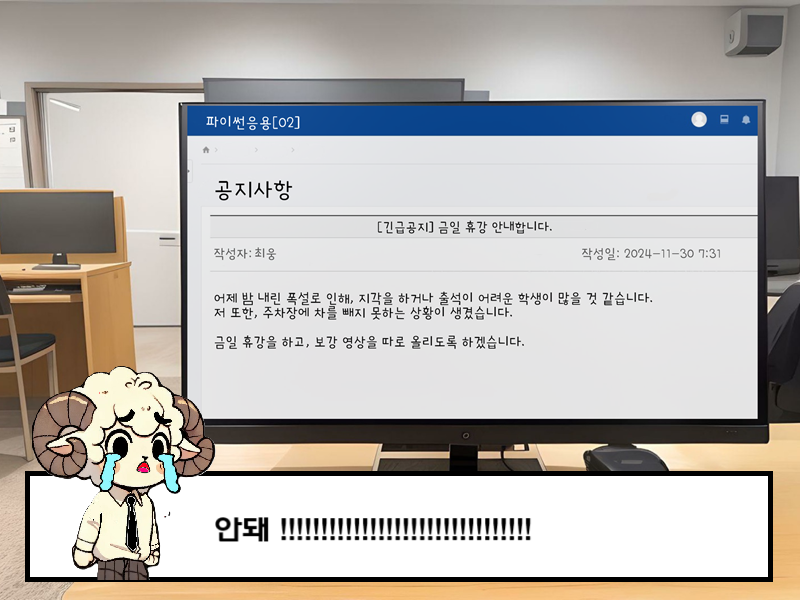 파이썬응용[02]
공지사항
[긴급공지] 금일 휴강 안내합니다.
작성자: 최웅
작성일: 2024-11-30 7:31
어제 밤 내린 폭설로 인해, 지각을 하거나 출석이 어려운 학생이 많을 것 같습니다.
저 또한, 주차장에 차를 빼지 못하는 상황이 생겼습니다.
금일 휴강을 하고, 보강 영상을 따로 올리도록 하겠습니다.
안돼 !!!!!!!!!!!!!!!!!!!!!!!!!!!!!!!!